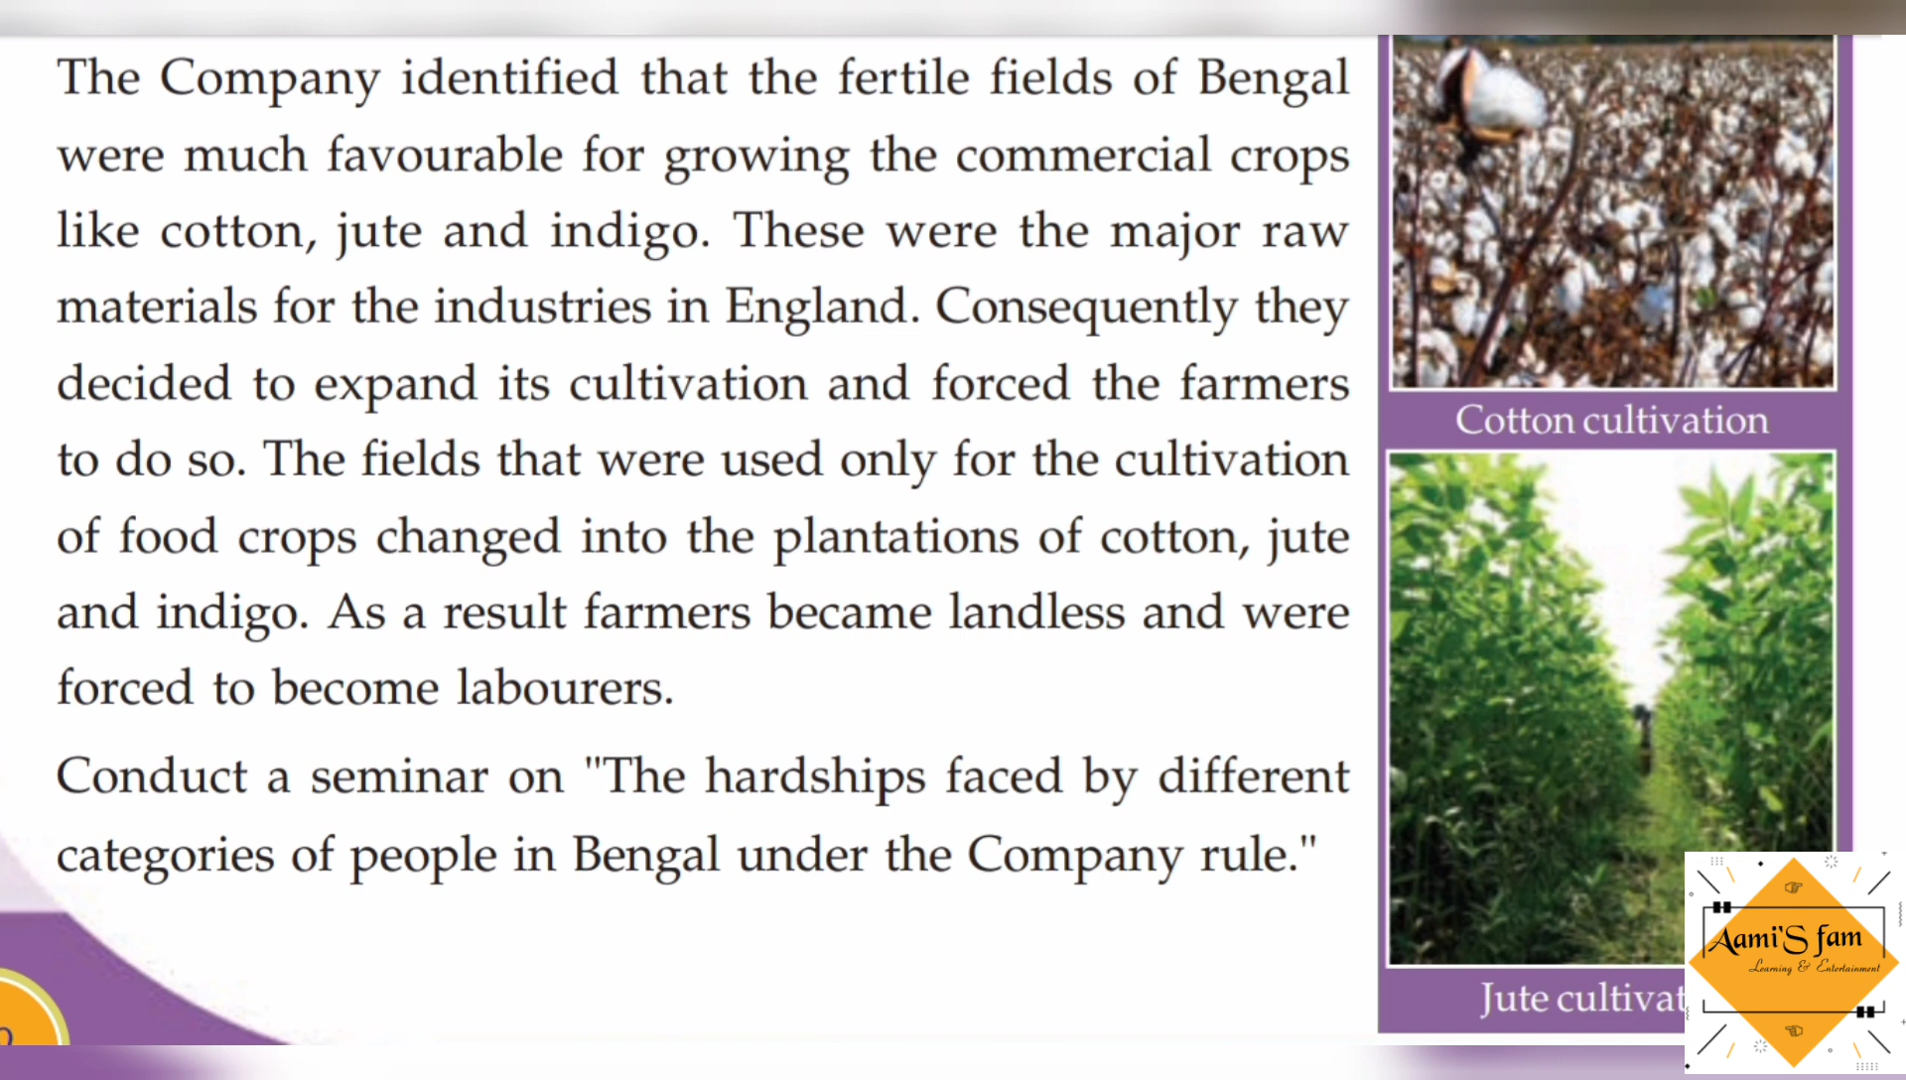 The Company identified that the fertile fields of Bengal
were much favourable for growing the commercial crops
like cotton, jute and indigo. These were the major raw
materials for the industries in England. Consequently they
decided to expand its cultivation and forced the farmers
to do so. The fields that were used only for the cultivation
of food crops changed into the plantations of cotton, jute
and indigo. As a result farmers became landless and were
forced to become labourers.
Conduct a seminar on "The hardships faced by different
categories of people in Bengal under the Company rule."
Cotton cultivation
Jute cultivat
Aami'S fam
Learning & Entertainment